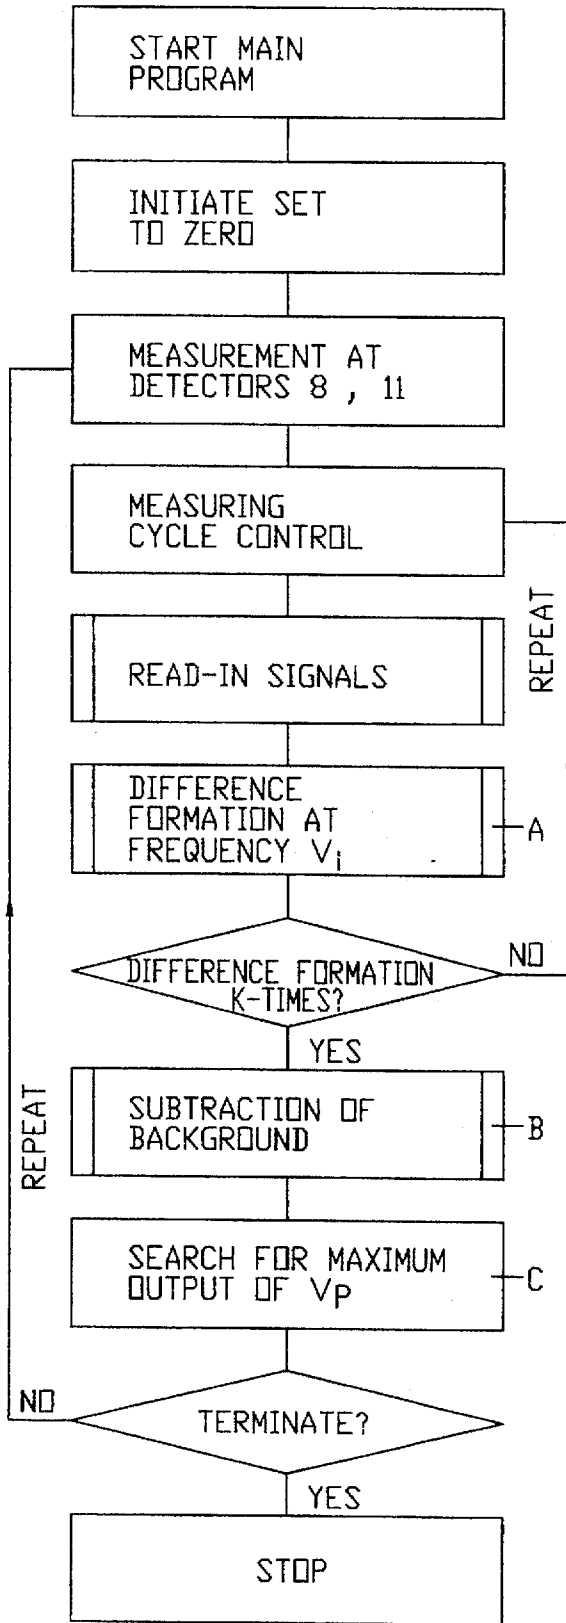 START MAIN
PROGRAM
INITIATE SET
TO ZERO
MEASUREMENT AT
DETECTORS 8 , 11
MEASURING
CYCLE CONTROL
REPEAT
READ-IN SIGNALS
DIFFERENCE
FORMATION AT
FREQUENCY Vi
A
DIFFERENCE FORMATION
K-TIMES?
NO
YES
REPEAT
SUBTRACTION OF
BACKGROUND
B
SEARCH FOR MAXIMUM
OUTPUT OF VP
C
NO
TERMINATE?
YES
STOP